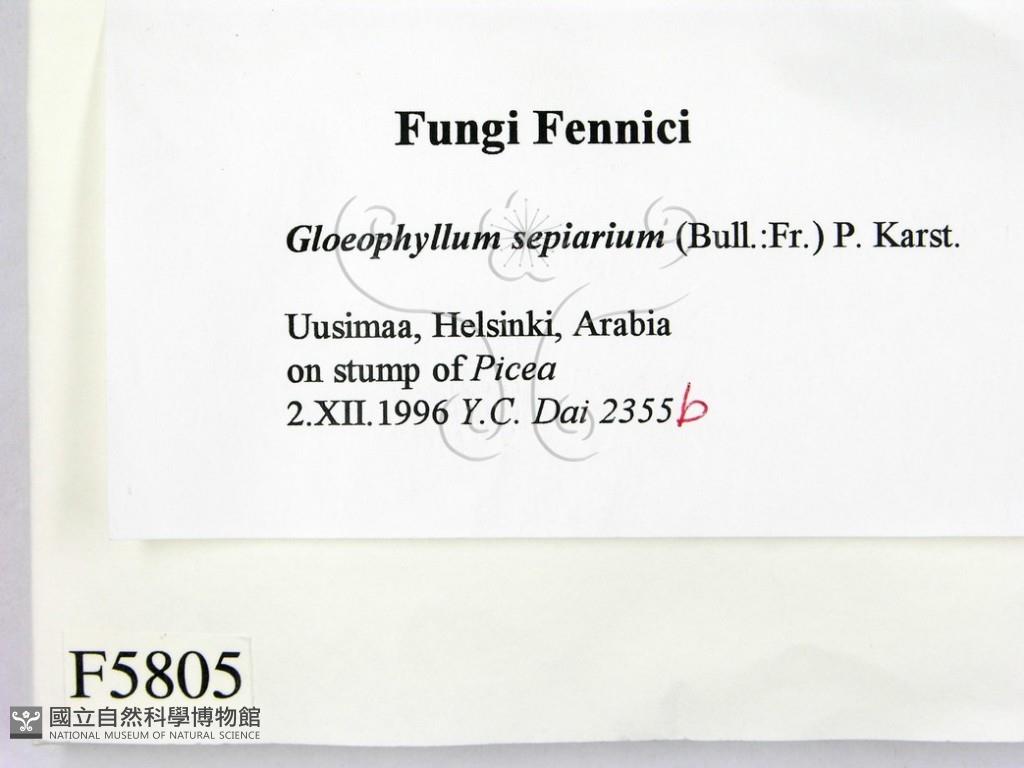 Fungi Fennici
Gloeophyllum sepiarium (Bull.:Fr.) P. Karst.
Uusimaa, Helsinki, Arabia
on stump of Picea
2.XII.1996 Y.C. Dai 2355b
F5805
國立自然科學博物館
NATIONAL MUSEUM OF NATURAL SCIENCE